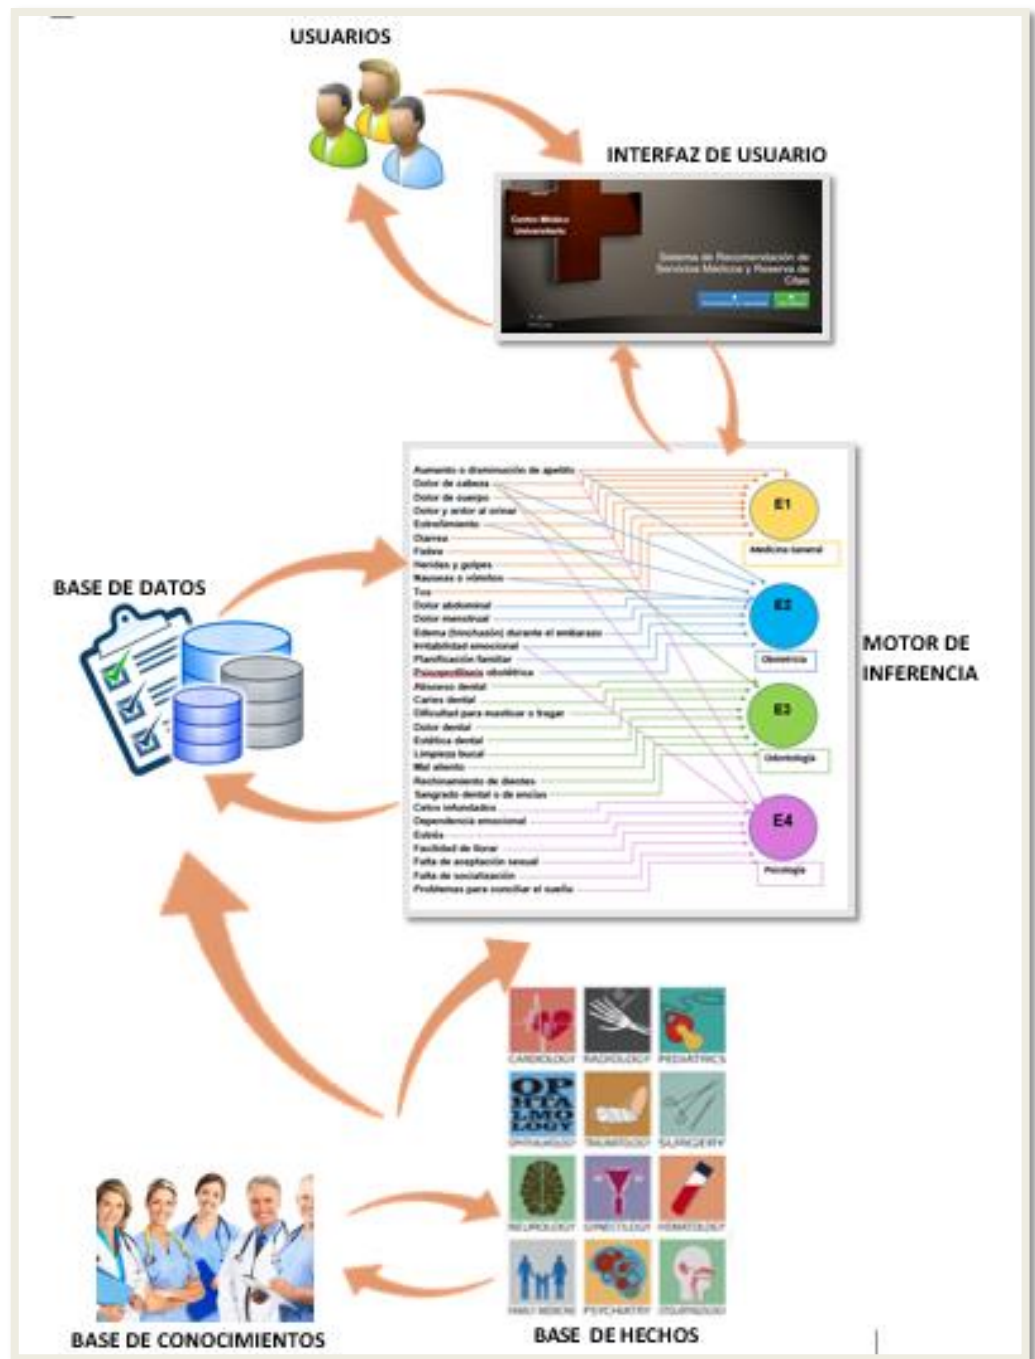 USUARIOS
INTERFAZ DE USUARIO
Centro Médico
Universitario
Sistema de Recomendación de
Servicios Médicos y Reserva de
Citas
Aumento o disminución de apetito
Dolor de cabeza
Dolor de cuerpo
Dolor y ardor al orinar
Estreñimiento
Diarrea
Fiebre
Heridas y golpes
Nauseas o vómitos
Tos
Dolor abdominal
Dolor menstrual
Edema (hinchazón) durante el embarazo
Irritabilidad emocional
Planificación familiar
Psicoprofilaxis obstétrica
Absceso dental
Caries dental
Dificultad para masticar o tragar
Dolor dental
Estética dental
Limpieza bucal
Mal aliento
Rechinamiento de dientes
Sangrado dental o de encías
Celos infundados
Dependencia emocional
Estrés
Facilidad de llorar
Falta de aceptación sexual
Falta de socialización
Problemas para conciliar el sueño
E1
Medicina General
E2
Obstetricia
E3
Odontología
E4
Psicología
MOTOR DE
INFERENCIA
BASE DE DATOS
CARDIOLOGY RADIOLOGY PEDIATRICS
OP
HTA
LMO
LOGY
OPHTALMOLOGY TRAUMATOLOGY SURGERY
NEUROLOGY GYNECOLOGY HEMATOLOGY
FAMILY MEDICINE PSYCHIATRY
BASE DE CONOCIMIENTOS
BASE DE HECHOS